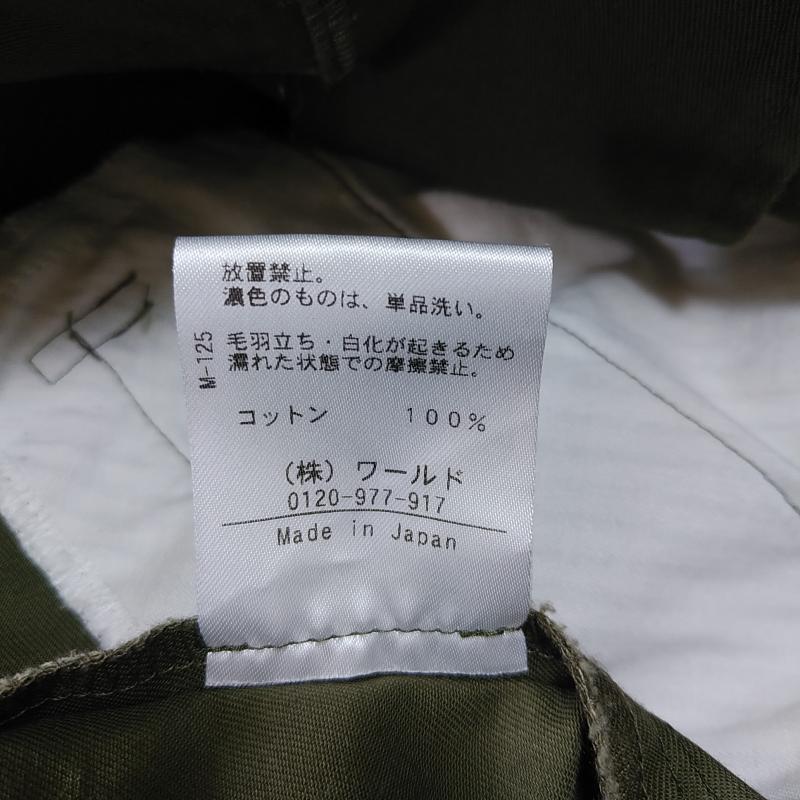 放置禁止。
濃色のものは、単品洗い。
毛羽立ち・白化が起きるため
濡れた状態での摩擦禁止。
M-125
コットン 100%
(株) ワールド
0120-977-917
Made in Japan